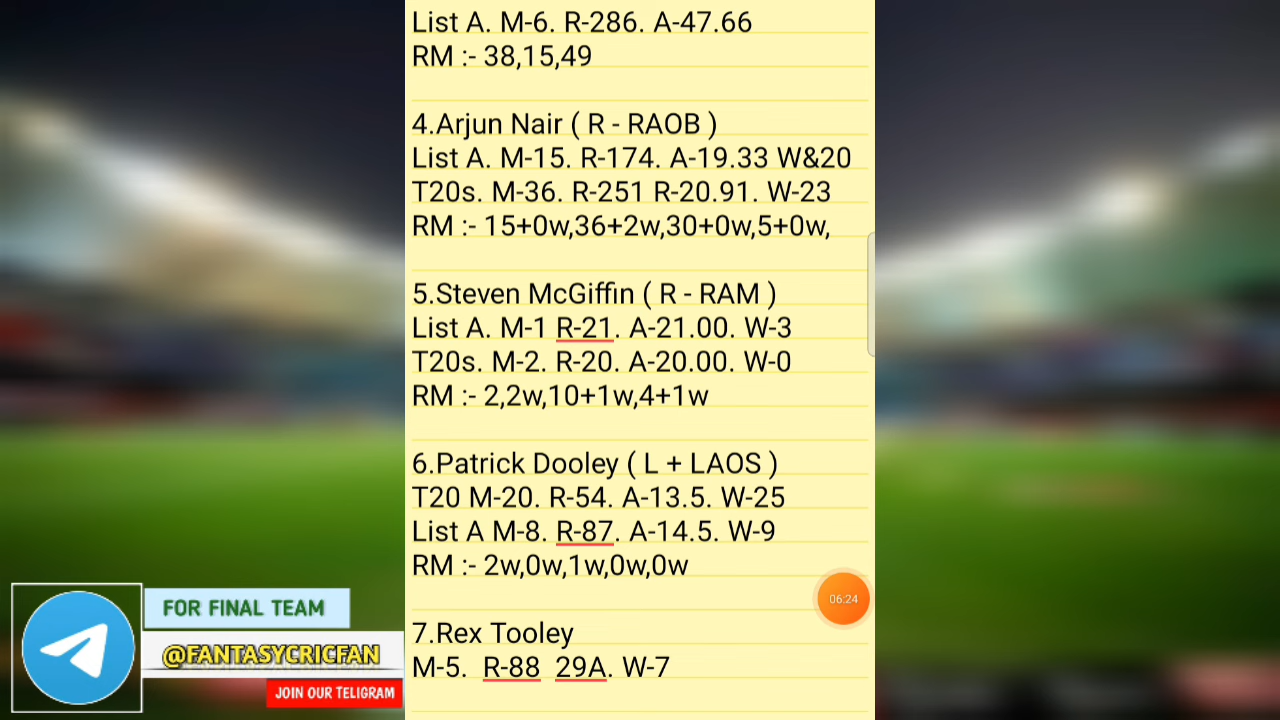 List A. M-6. R-286. A-47.66
RM :- 38,15,49
4.Arjun Nair ( R - RAOB )
List A. M-15. R-174. A-19.33 W&20
T20s. M-36. R-251 R-20.91. W-23
RM :- 15+0w,36+2w,30+0w,5+0w,
5.Steven McGiffin ( R - RAM )
List A. M-1 R-21. A-21.00. W-3
T20s. M-2. R-20. A-20.00. W-0
RM :- 2,2w,10+1w,4+1w
6.Patrick Dooley ( L + LAOS )
T20 M-20. R-54. A-13.5. W-25
List A M-8. R-87. A-14.5. W-9
RM :- 2w,0w,1w,0w,0w
06:24
7.Rex Tooley
M-5. R-88 29A. W-7
FOR FINAL TEAM
@FANTASYCRICFAN
JOIN OUR TELIGRAM